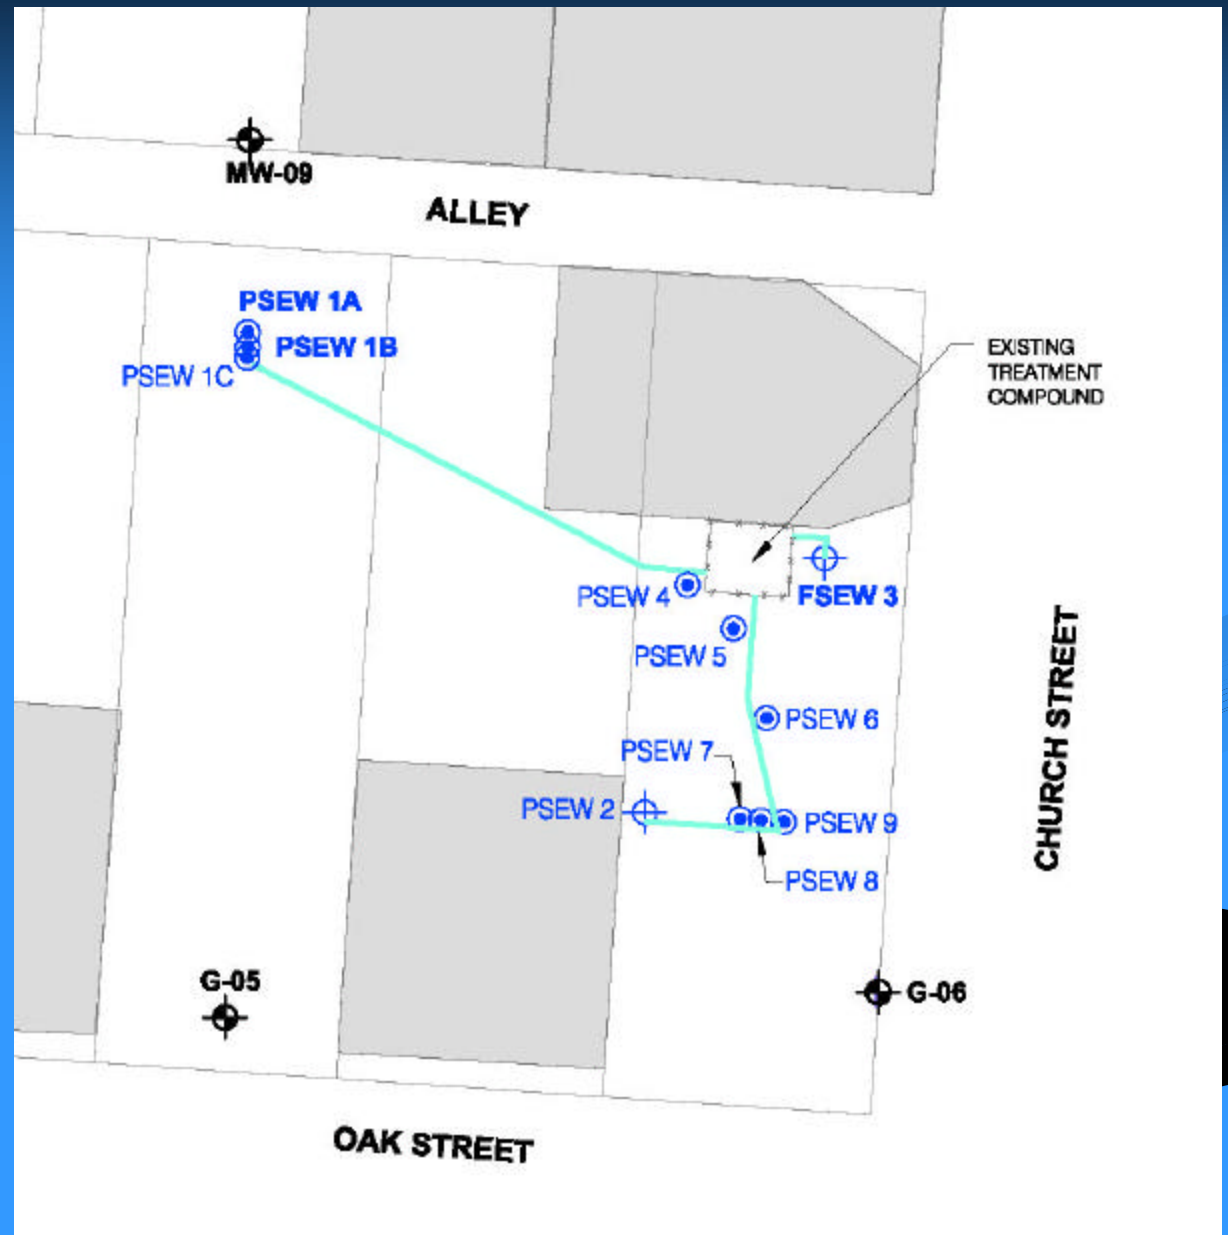 MW-09
ALLEY
PSEW 1A
PSEW 1B
PSEW 1C
EXISTING
TREATMENT
COMPOUND
PSEW 4
FSEW 3
PSEW 5
PSEW 6
PSEW 7
PSEW 2
PSEW 9
PSEW 8
CHURCH STREET
G-05
G-06
OAK STREET